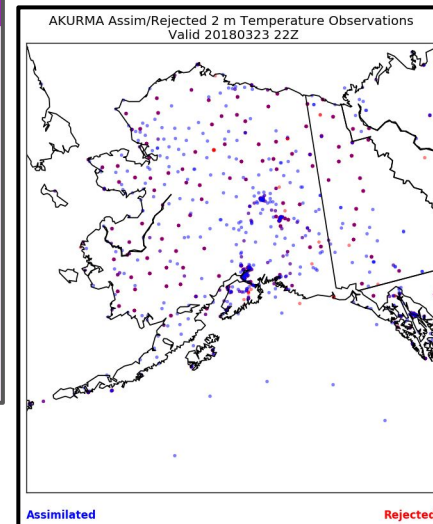 AKURMA Assim/Rejected 2 m Temperature Observations
Valid 20180323 22Z
Assimilated
Rejected